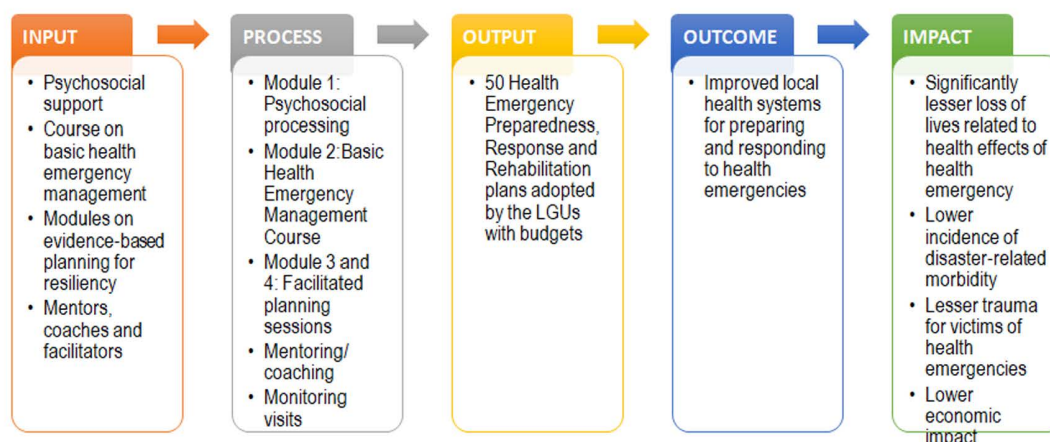 INPUT
• Psychosocial
support
• Course on
basic health
emergency
management
• Modules on
evidence-based
planning for
resiliency
• Mentors,
coaches and
facilitators
PROCESS
• Module 1:
Psychosocial
processing
• Module 2:Basic
Health
Emergency
Management
Course
• Module 3 and
4: Facilitated
planning
sessions
• Mentoring/
coaching
• Monitoring
visits
OUTPUT
• 50 Health
Emergency
Preparedness,
Response and
Rehabilitation
plans adopted
by the LGUs
with budgets
OUTCOME
• Improved local
health systems
for preparing
and responding
to health
emergencies
IMPACT
• Significantly
lesser loss of
lives related to
health effects of
health
emergency
• Lower
incidence of
disaster-related
morbidity
• Lesser trauma
for victims of
health
emergencies
• Lower
economic
impact